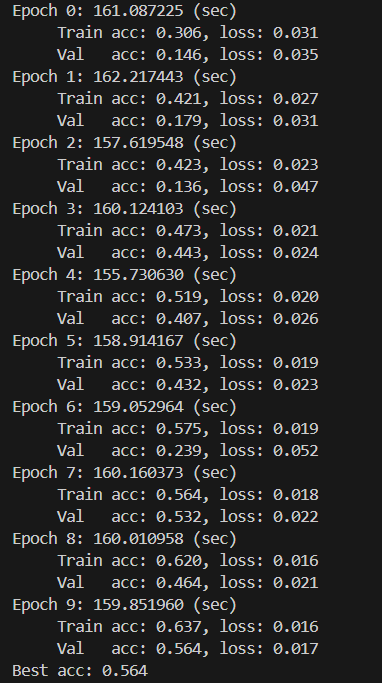 Epoch 0: 161.087225 (sec)
Train acc: 0.306, loss: 0.031
Val acc: 0.146, loss: 0.035
Epoch 1: 162.217443 (sec)
Train acc: 0.421, loss: 0.027
Val acc: 0.179, loss: 0.031
Epoch 2: 157.619548 (sec)
Train acc: 0.423, loss: 0.023
Val acc: 0.136, loss: 0.047
Epoch 3: 160.124103 (sec)
Train acc: 0.473, loss: 0.021
Val acc: 0.443, loss: 0.024
Epoch 4: 155.730630 (sec)
Train acc: 0.519, loss: 0.020
Val acc: 0.407, loss: 0.026
Epoch 5: 158.914167 (sec)
Train acc: 0.533, loss: 0.019
Val acc: 0.432, loss: 0.023
Epoch 6: 159.052964 (sec)
Train acc: 0.575, loss: 0.019
Val acc: 0.239, loss: 0.052
Epoch 7: 160.160373 (sec)
Train acc: 0.564, loss: 0.018
Val acc: 0.532, loss: 0.022
Epoch 8: 160.010958 (sec)
Train acc: 0.620, loss: 0.016
Val acc: 0.464, loss: 0.021
Epoch 9: 159.851960 (sec)
Train acc: 0.637, loss: 0.016
Val acc: 0.564, loss: 0.017
Best acc: 0.564